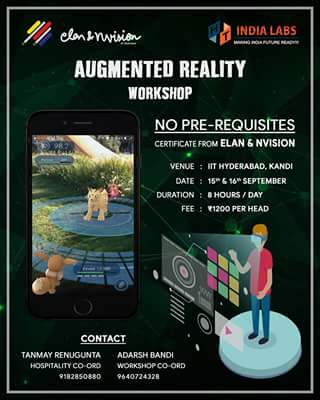 elan & nvision
HT INDIA LABS
MAKING INDIA FUTURE READY!!!
AUGMENTED REALITY
WORKSHOP
NO PRE-REQUISITES
CERTIFICATE FROM ELAN & NVISION
VENUE : IIT HYDERABAD, KANDI
DATE : 15th & 16th SEPTEMBER
DURATION : 8 HOURS / DAY
FEE : ₹1200 PER HEAD
CONTACT
TANMAY RENUGUNTA
HOSPITALITY CO-ORD
9182850880
ADARSH BANDI
WORKSHOP CO-ORD
9640724328